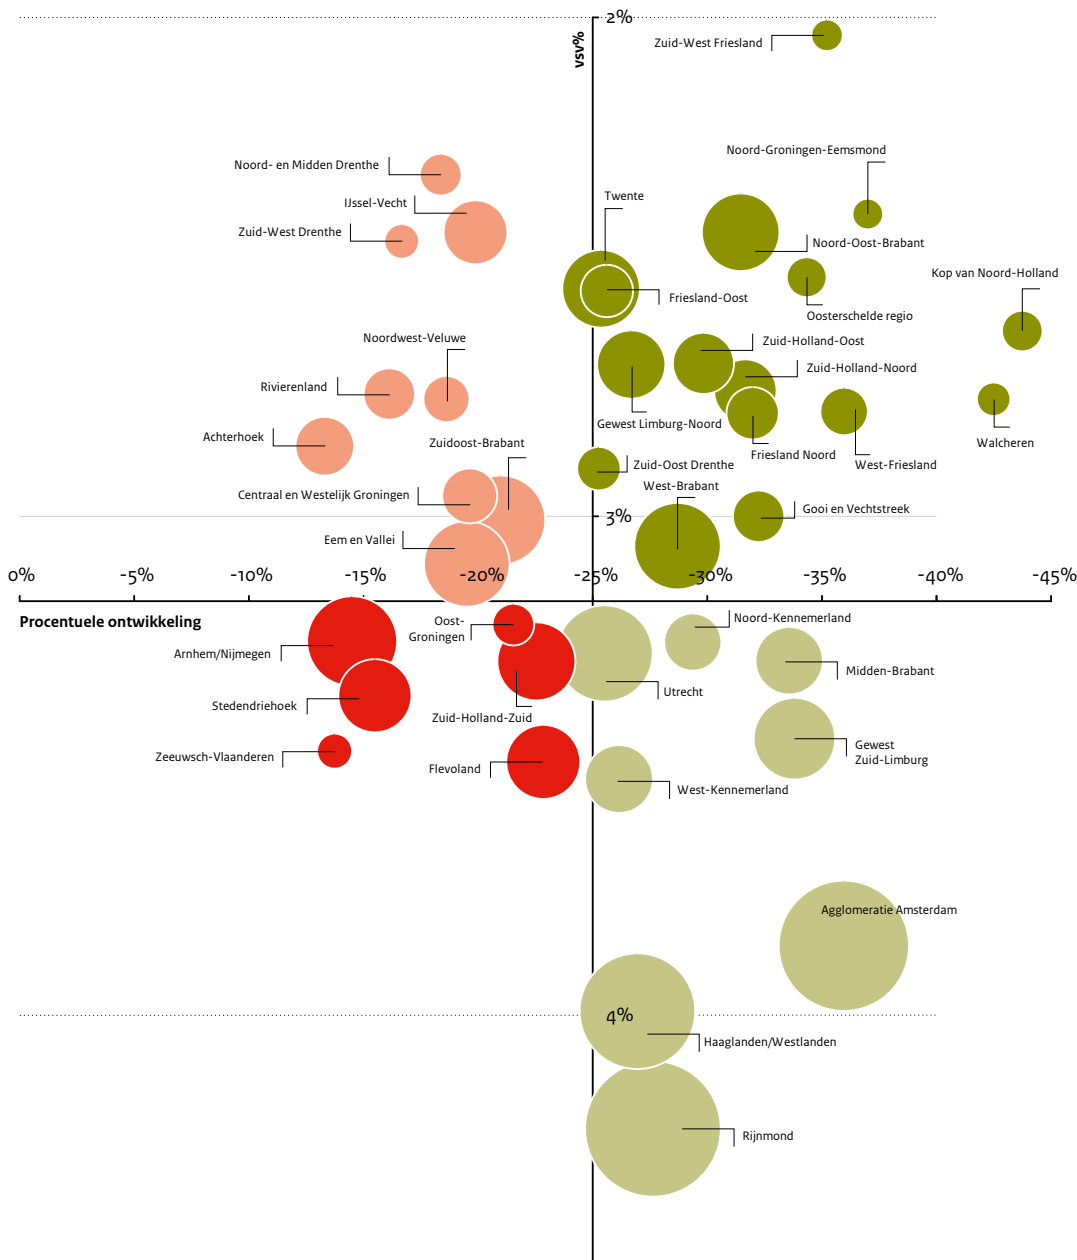 2%
vsv%
Zuid-West Friesland
Noord-Groningen-Eemsmond
Noord- en Midden Drenthe
IJssel-Vecht
Twente
Zuid-West Drenthe
Noord-Oost-Brabant
Kop van Noord-Holland
Friesland-Oost
Oosterschelde regio
Noordwest-Veluwe
Zuid-Holland-Oost
Zuid-Holland-Noord
Rivierenland
Gewest Limburg-Noord
Achterhoek
Zuidoost-Brabant
Walcheren
Friesland Noord
West-Friesland
Zuid-Oost Drenthe
West-Brabant
Centraal en Westelijk Groningen
Gooi en Vechtstreek
3%
Eem en Vallei
0%
-5%
-10%
-15%
-20%
-25%
-30%
-35%
-40%
-45%
Procentuele ontwikkeling
Oost-
Groningen
Noord-Kennemerland
Arnhem/Nijmegen
Midden-Brabant
Utrecht
Stedendriehoek
Zuid-Holland-Zuid
Gewest
Zuid-Limburg
Zeeuwsch-Vlaanderen
Flevoland
West-Kennemerland
Agglomeratie Amsterdam
4%
Haaglanden/Westlanden
Rijnmond